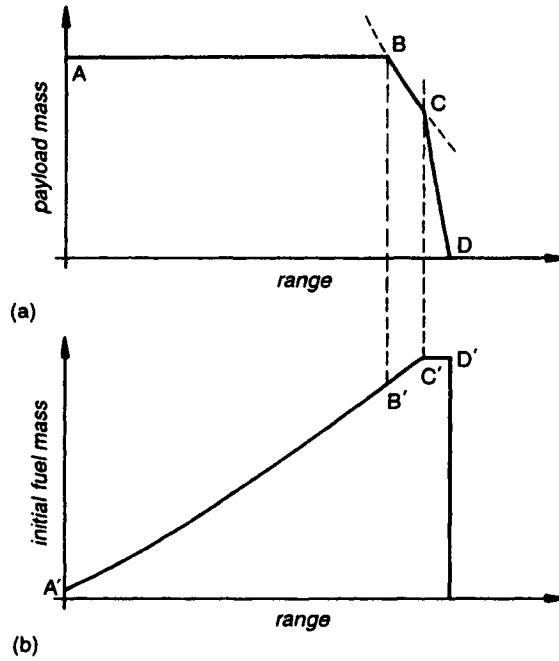 B
A
C
payload mass
D
range
(a)
D′
C′
B′
initial fuel mass
A′
range
(b)